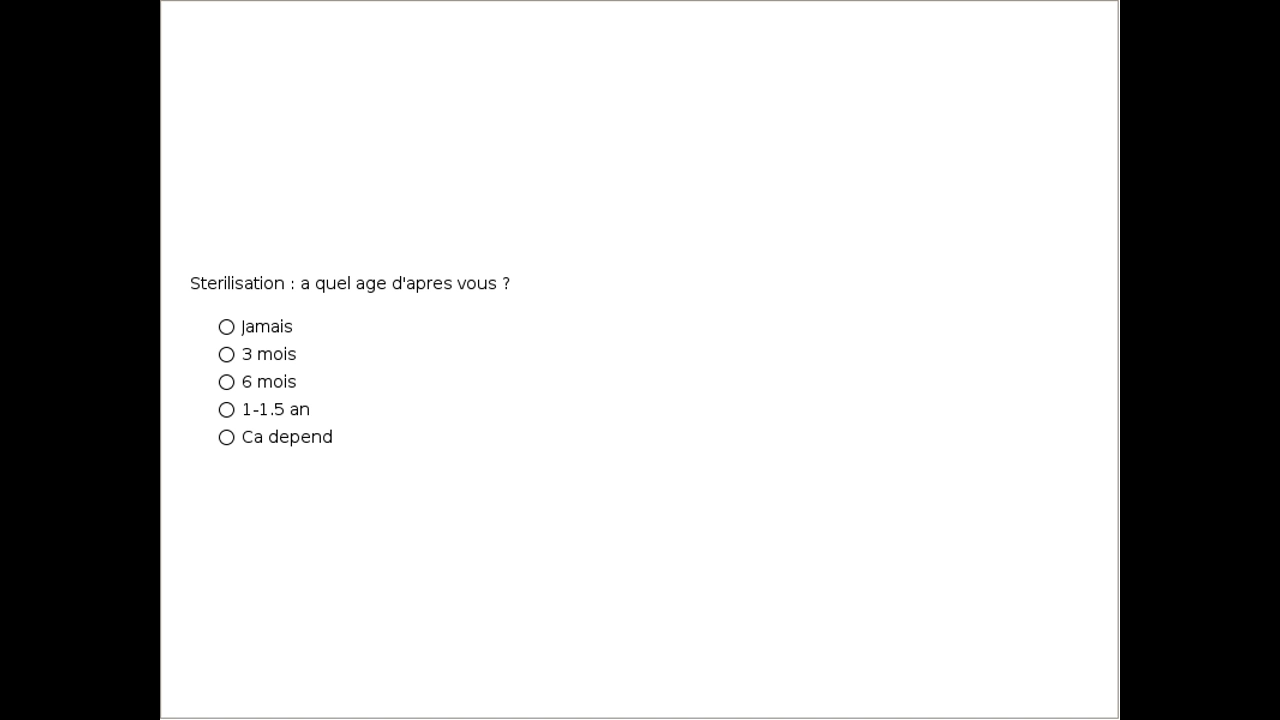 Sterilisation : a quel age d'apres vous ?
Jamais
3 mois
6 mois
1-1.5 an
Ca depend